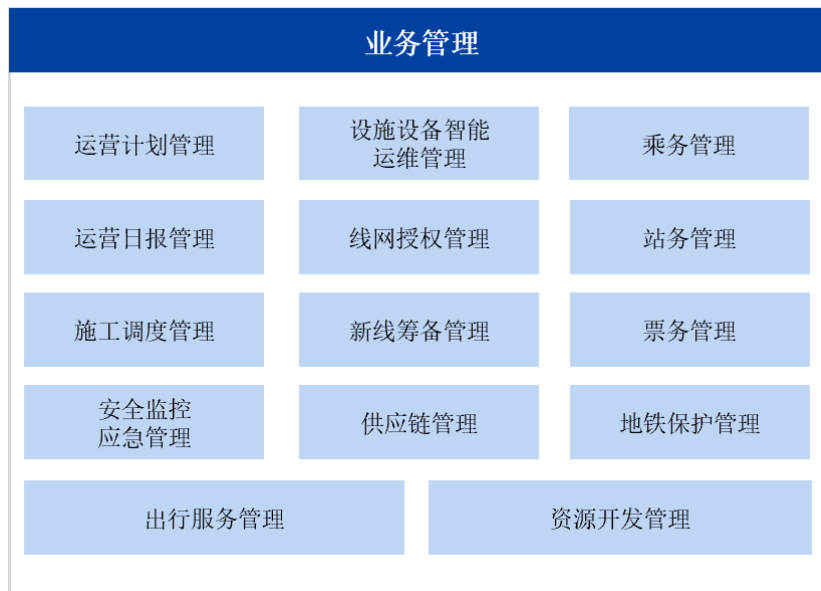 业务管理
运营计划管理
设施设备智能
运维管理
乘务管理
运营日报管理
线网授权管理
站务管理
施工调度管理
新线筹备管理
票务管理
安全监控
应急管理
供应链管理
地铁保护管理
出行服务管理
资源开发管理